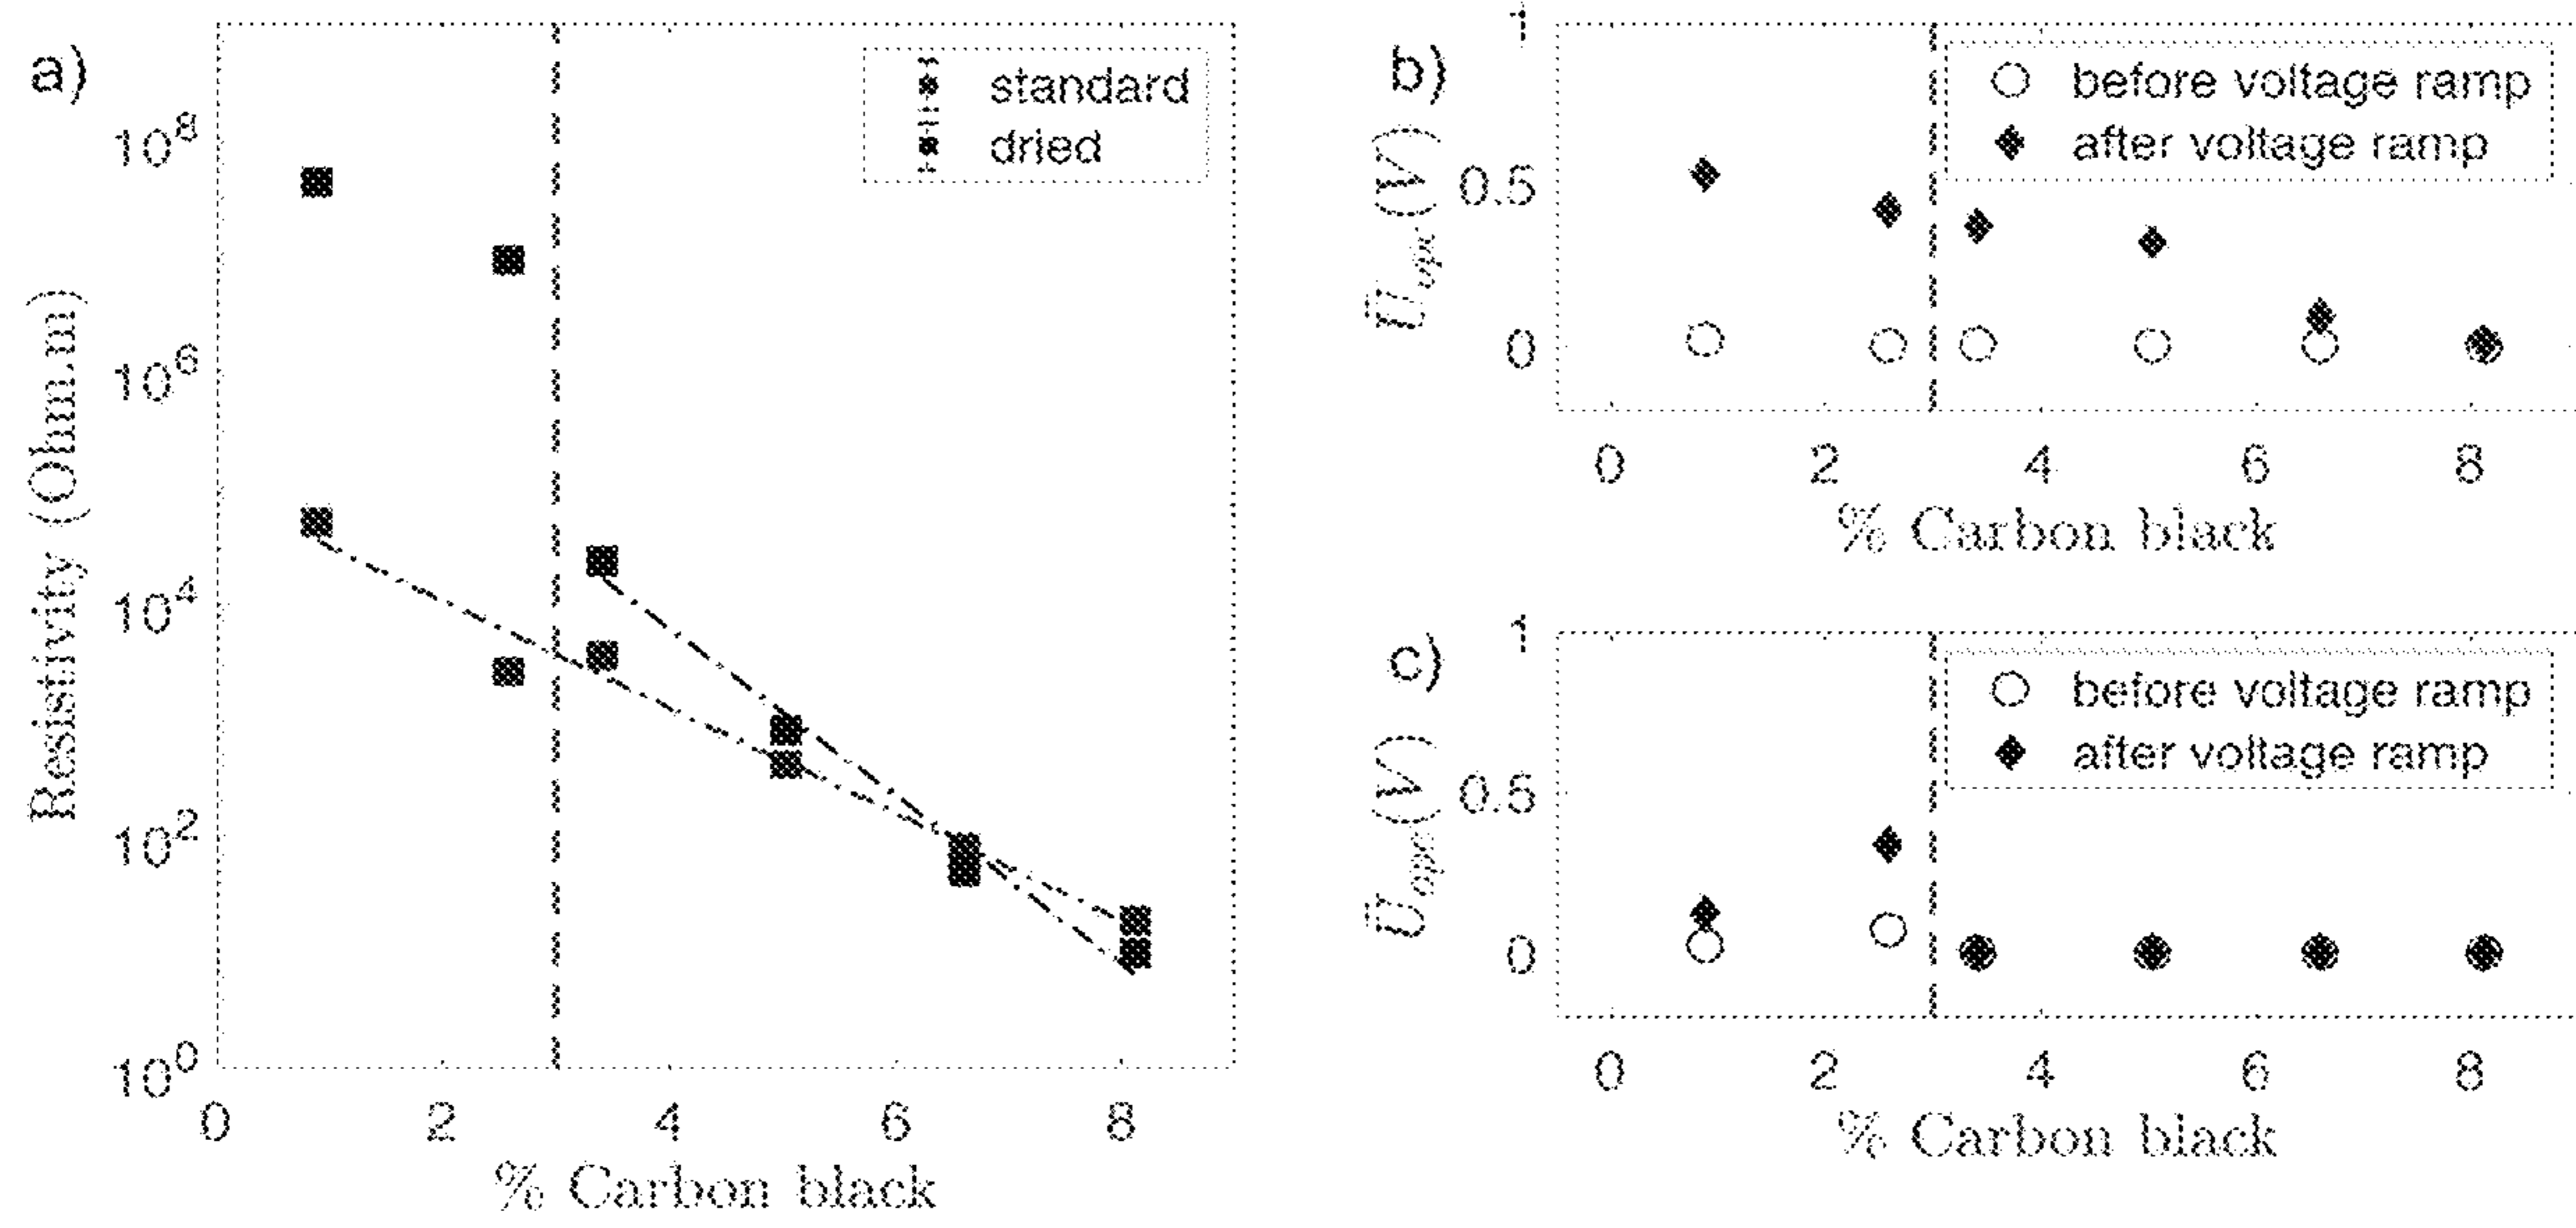 a)
standard
dried
10^8
10^6
10^4
10^2
10^0
Resistivity (Ohm.m)
0 2 4 6 8
% Carbon black
b)
before voltage ramp
after voltage ramp
1
0.5
0
Ū_opc (V)
0 2 4 6 8
% Carbon black
c)
before voltage ramp
after voltage ramp
1
0.5
0
Ū_opc (V)
0 2 4 6 8
% Carbon black